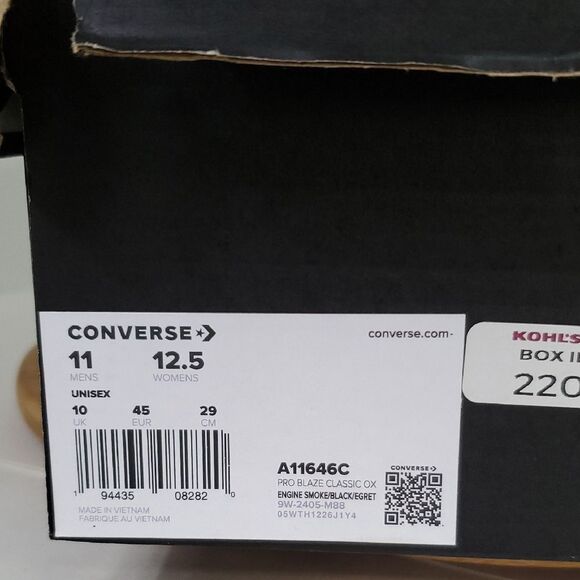 CONVERSE
converse.com
11 12.5
MENS WOMENS
UNISEX
10 45 29
UK EUR CM
1 94435 08282 0
MADE IN VIETNAM
FABRIQUE AU VIETNAM
A11646C
PRO BLAZE CLASSIC OX
ENGINE SMOKE/BLACK/EGRET
9W-2405-M88
05WTH1226J1Y4
CONVERSE
KOHL'S
BOX
220